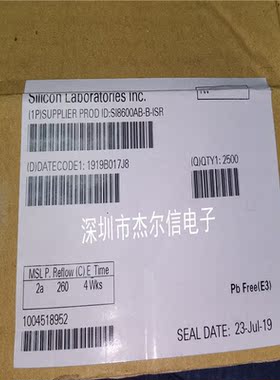 Silicon Laboratories Inc.
(1P)SUPPLIER PROD ID:SI8600AB-B-ISR
(D)DATECODE1: 1919B017J8
(Q)QTY1: 2500
深圳市杰尔信电子
MSL P. Reflow (C) E_Time
2a 260 4 Wks
Pb Free(E3)
1004518952
SEAL DATE: 23-Jul-19